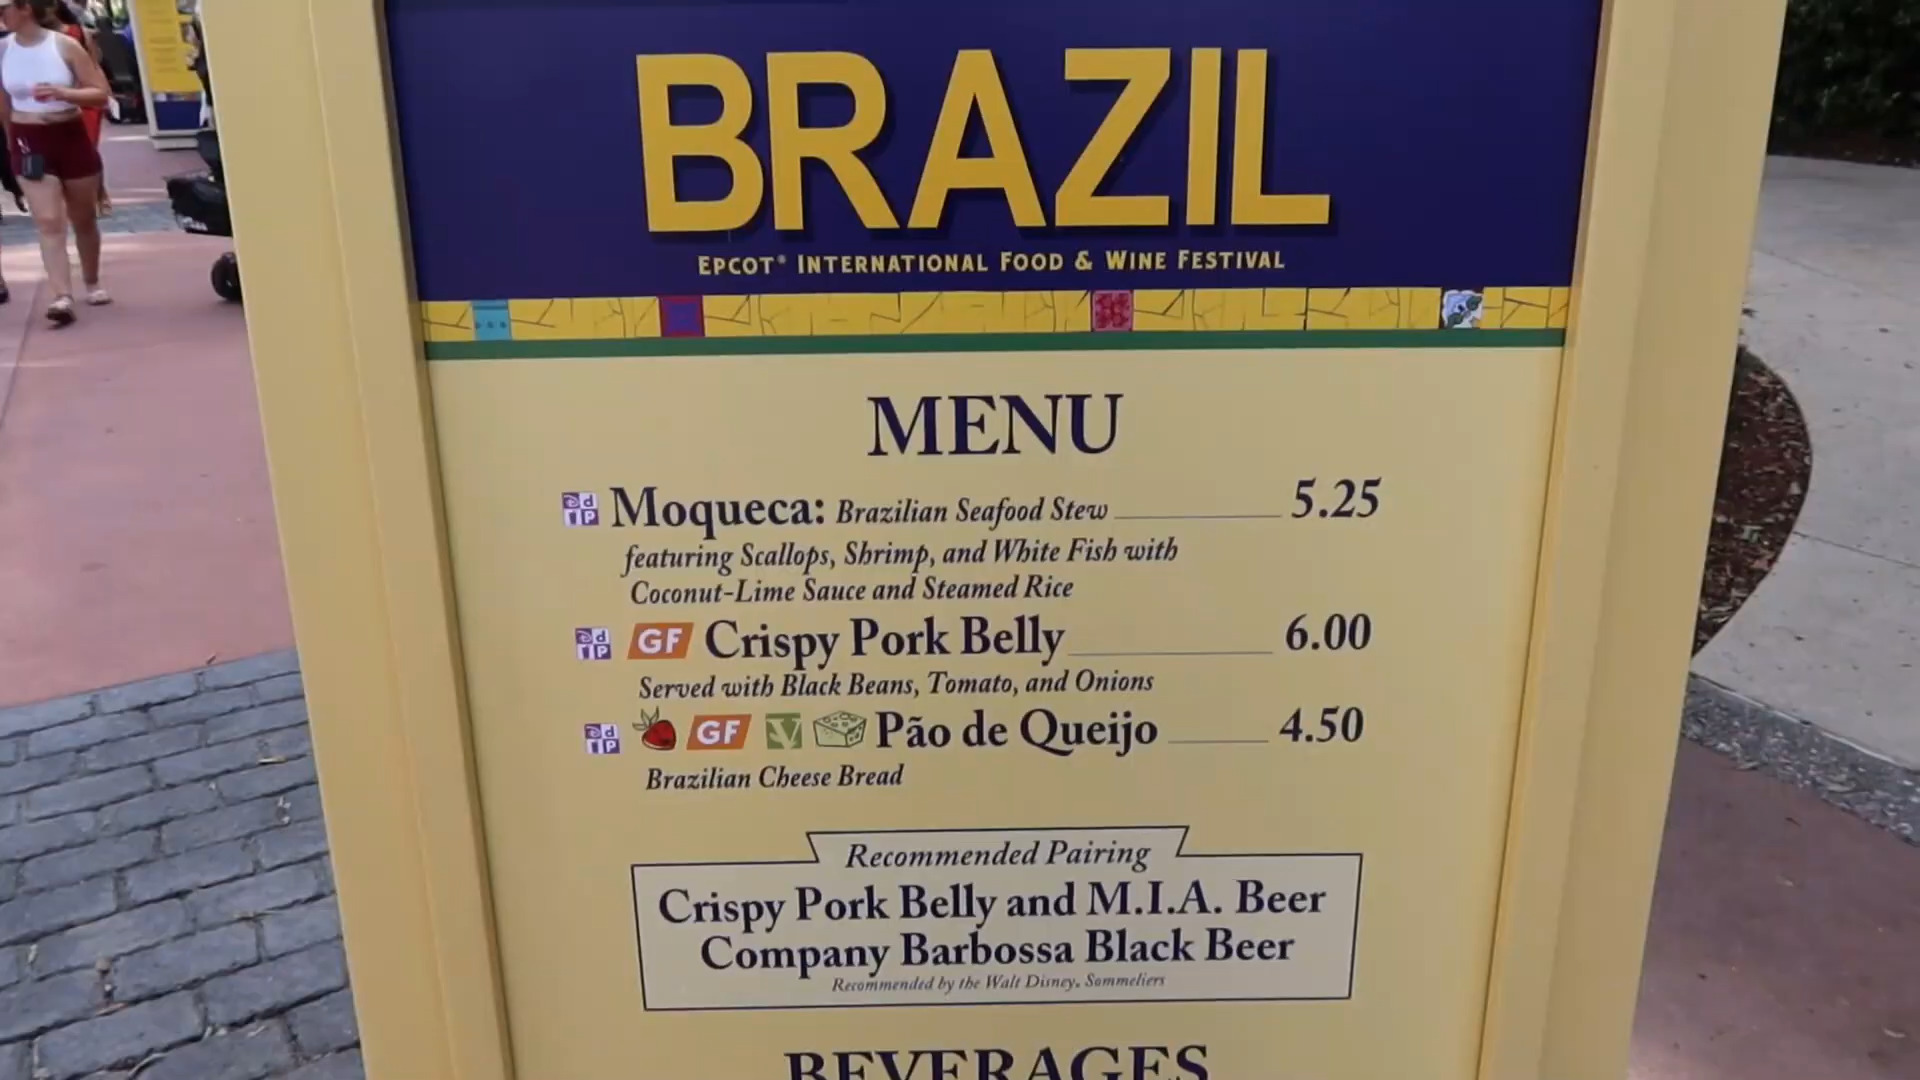 BRAZIL
EPCOT® INTERNATIONAL FOOD & WINE FESTIVAL
MENU
Moqueca: Brazilian Seafood Stew 5.25
featuring Scallops, Shrimp, and White Fish with
Coconut-Lime Sauce and Steamed Rice
GF Crispy Pork Belly 6.00
Served with Black Beans, Tomato, and Onions
GF V Pão de Queijo 4.50
Brazilian Cheese Bread
Recommended Pairing
Crispy Pork Belly and M.I.A. Beer
Company Barbossa Black Beer
Recommended by the Walt Disney® Sommeliers
BEVERAGES